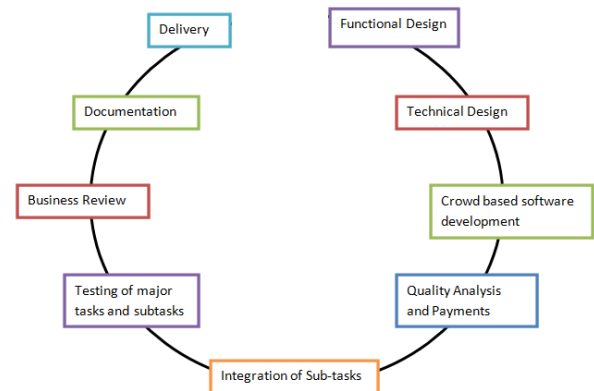 Delivery
Functional Design
Documentation
Technical Design
Business Review
Crowd based software
development
Testing of major
tasks and subtasks
Quality Analysis
and Payments
Integration of Sub-tasks